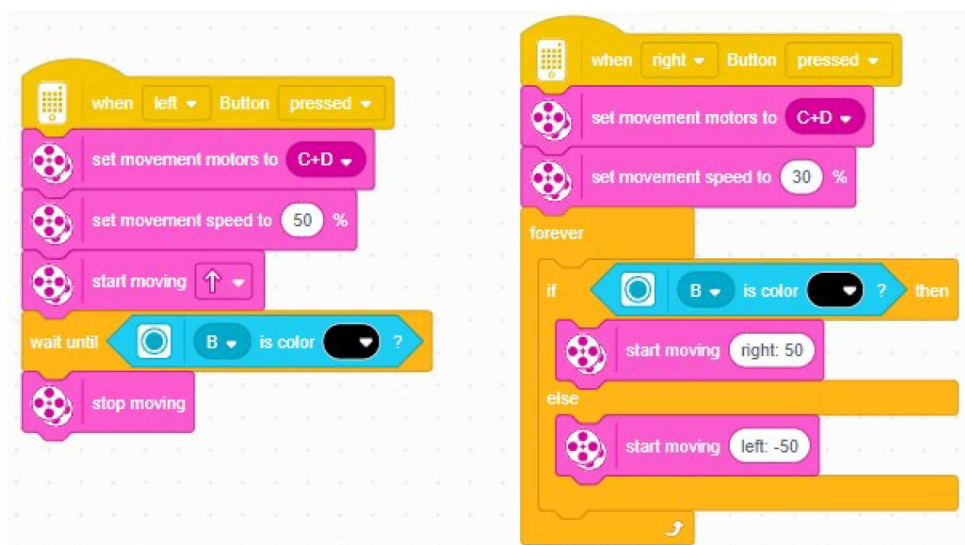 when left Button pressed
set movement motors to C+D
set movement speed to 50 %
start moving
wait until B is color ?
stop moving
when right Button pressed
set movement motors to C+D
set movement speed to 30 %
forever
if B is color ? then
start moving right: 50
else
start moving left: -50